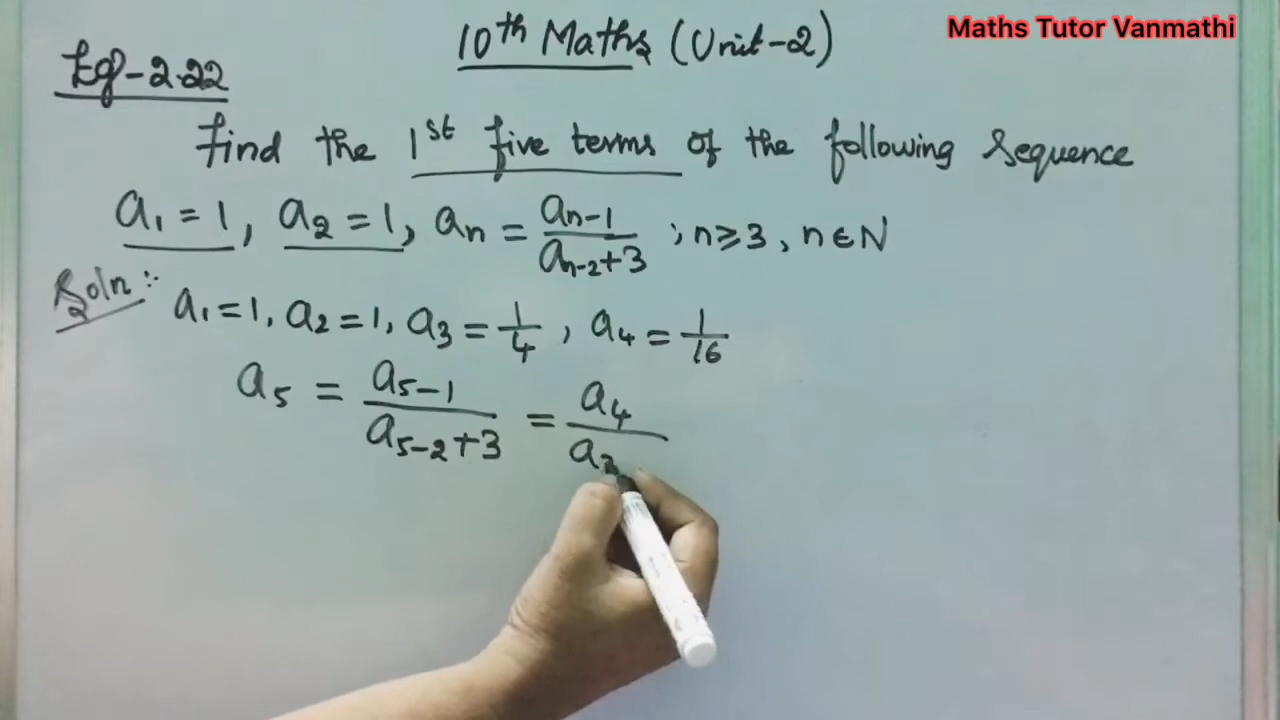 Maths Tutor Vanmathi
10th Maths (Unit-2)
Eg-2.22
Find the 1st five terms of the following Sequence
a₁ = 1, a₂ = 1, aₙ = aₙ₋₁ / aₙ₋₂+3 ; n≥3, n∈N
Soln :-
a₁ = 1, a₂ = 1, a₃ = 1/4, a₄ = 1/16
a₅ = a₅₋₁ / a₅₋₂+3 = a₄ / a₃